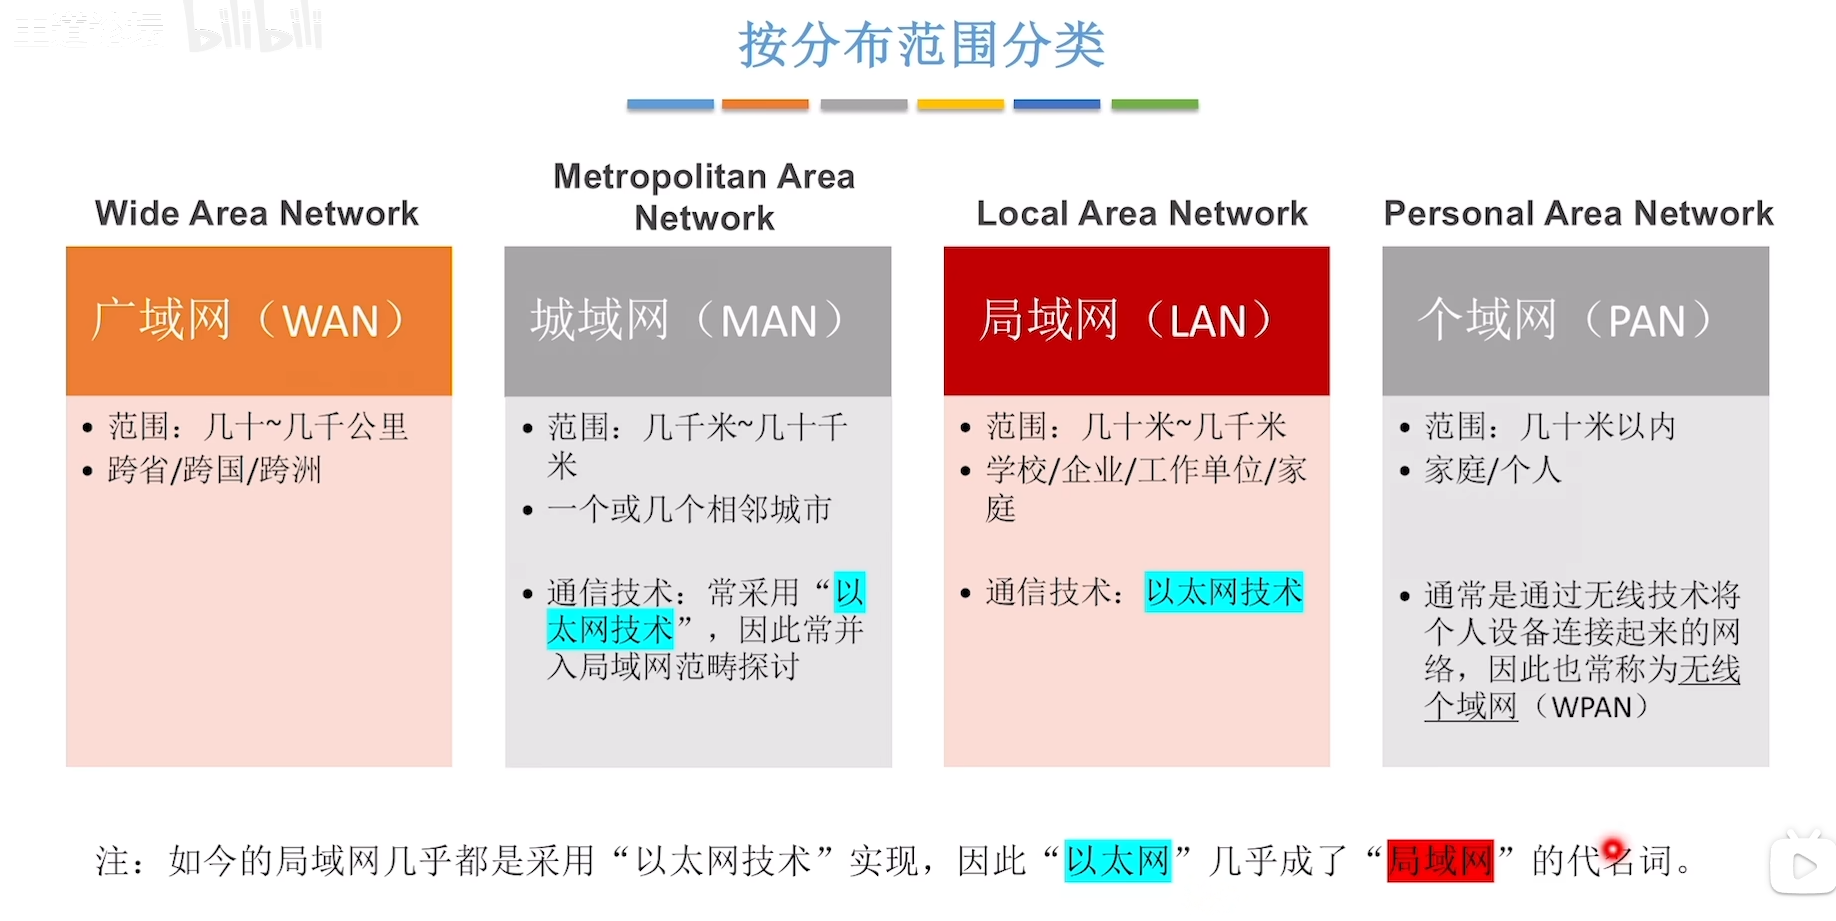 bilibili
按分布范围分类
Wide Area Network
广域网（WAN）
• 范围：几十~几千公里
• 跨省/跨国/跨洲
Metropolitan Area
Network
城域网（MAN）
• 范围：几千米~几十千
米
• 一个或几个相邻城市
• 通信技术：常采用“以
太网技术”，因此常并
入局域网范畴探讨
Local Area Network
局域网（LAN）
• 范围：几十米~几千米
• 学校/企业/工作单位/家
庭
• 通信技术：以太网技术
Personal Area Network
个域网（PAN）
• 范围：几十米以内
• 家庭/个人
• 通常是通过无线技术将
个人设备连接起来的网
络，因此也常称为无线
个域网（WPAN）
注：如今的局域网几乎都是采用“以太网技术”实现，因此“以太网”几乎成了“局域网”的代名词。